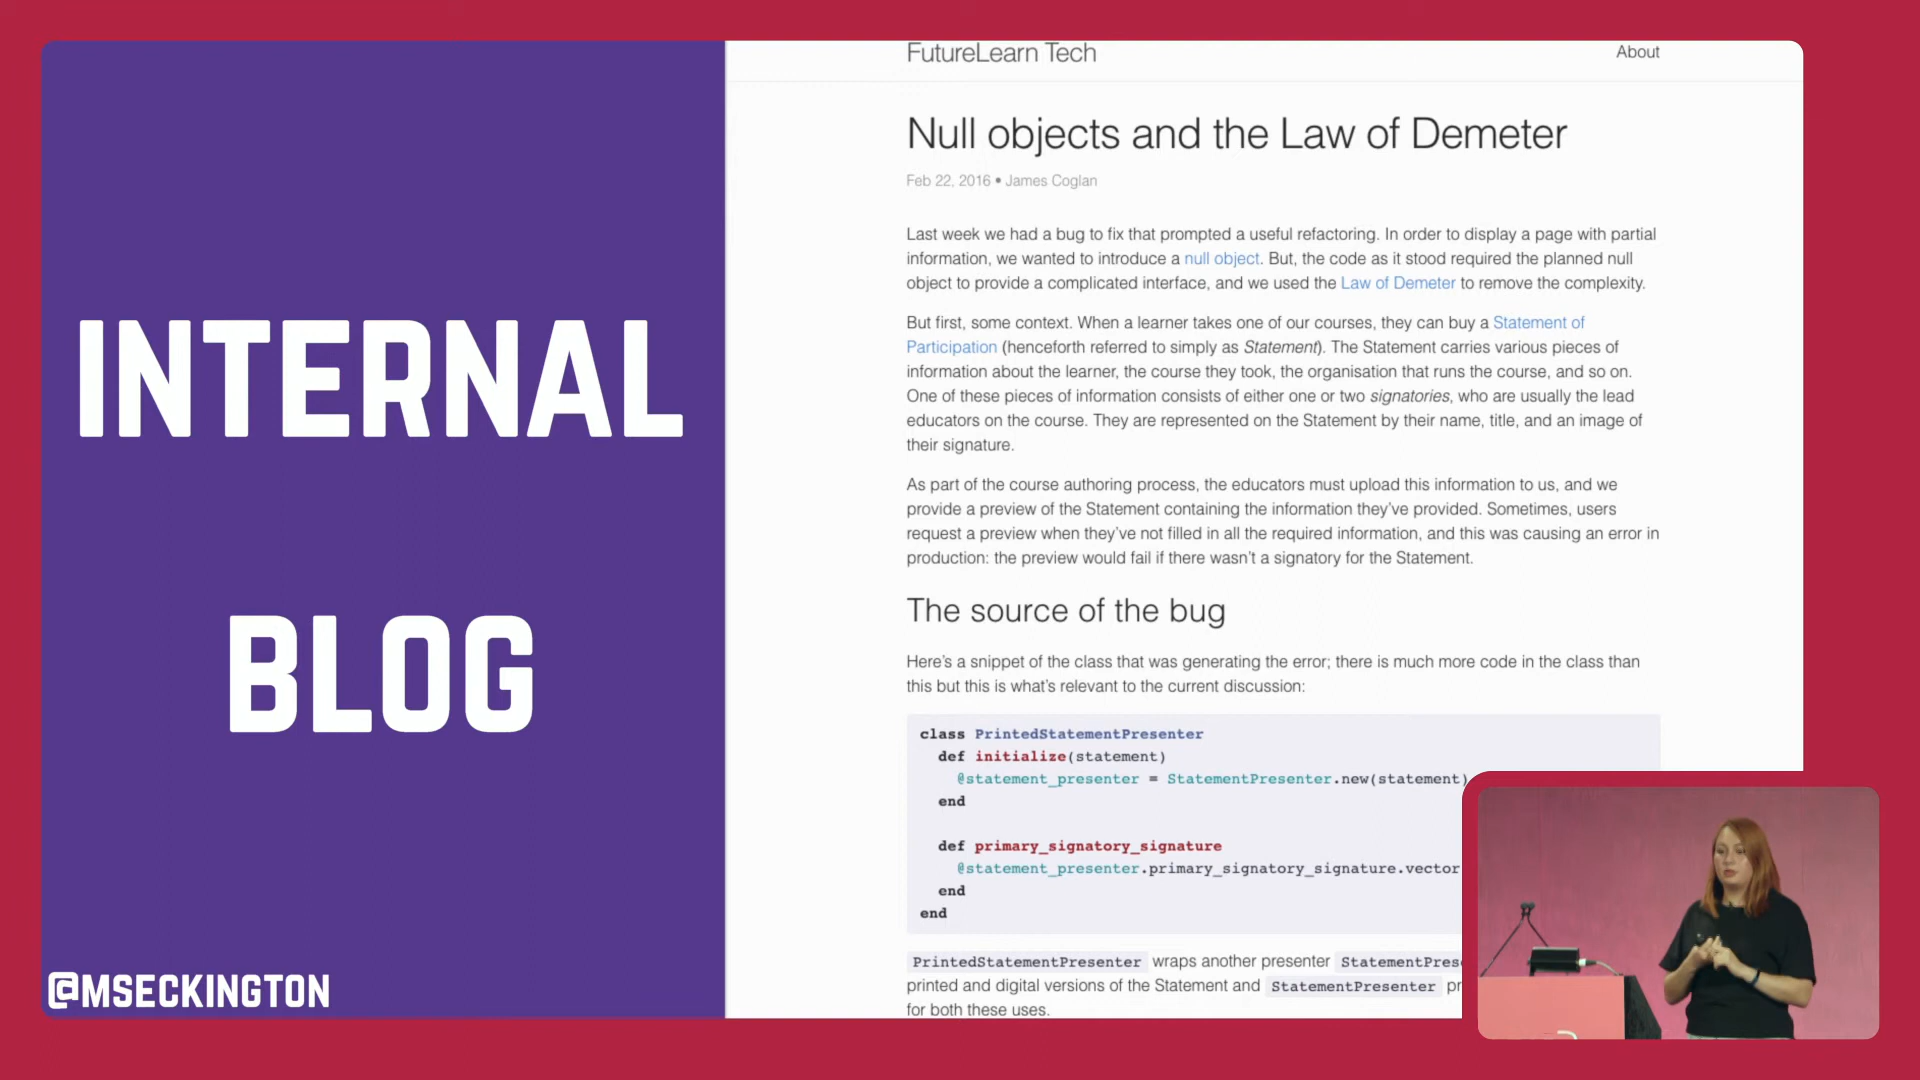 INTERNAL
BLOG
@MSECKINGTON
FutureLearn Tech
About
Null objects and the Law of Demeter
Feb 22, 2016 • James Coglan
Last week we had a bug to fix that prompted a useful refactoring. In order to display a page with partial
information, we wanted to introduce a null object. But, the code as it stood required the planned null
object to provide a complicated interface, and we used the Law of Demeter to remove the complexity.
But first, some context. When a learner takes one of our courses, they can buy a Statement of
Participation (henceforth referred to simply as Statement). The Statement carries various pieces of
information about the learner, the course they took, the organisation that runs the course, and so on.
One of these pieces of information consists of either one or two signatories, who are usually the lead
educators on the course. They are represented on the Statement by their name, title, and an image of
their signature.
As part of the course authoring process, the educators must upload this information to us, and we
provide a preview of the Statement containing the information they've provided. Sometimes, users
request a preview when they've not filled in all the required information, and this was causing an error in
production: the preview would fail if there wasn't a signatory for the Statement.
The source of the bug
Here's a snippet of the class that was generating the error; there is much more code in the class than
this but this is what's relevant to the current discussion:
class PrintedStatementPresenter
def initialize(statement)
@statement_presenter = StatementPresenter.new(statement)
end
def primary_signatory_signature
@statement_presenter.primary_signatory_signature.vector
end
end
PrintedStatementPresenter wraps another presenter StatementPres
printed and digital versions of the Statement and StatementPresenter pr
for both these uses.